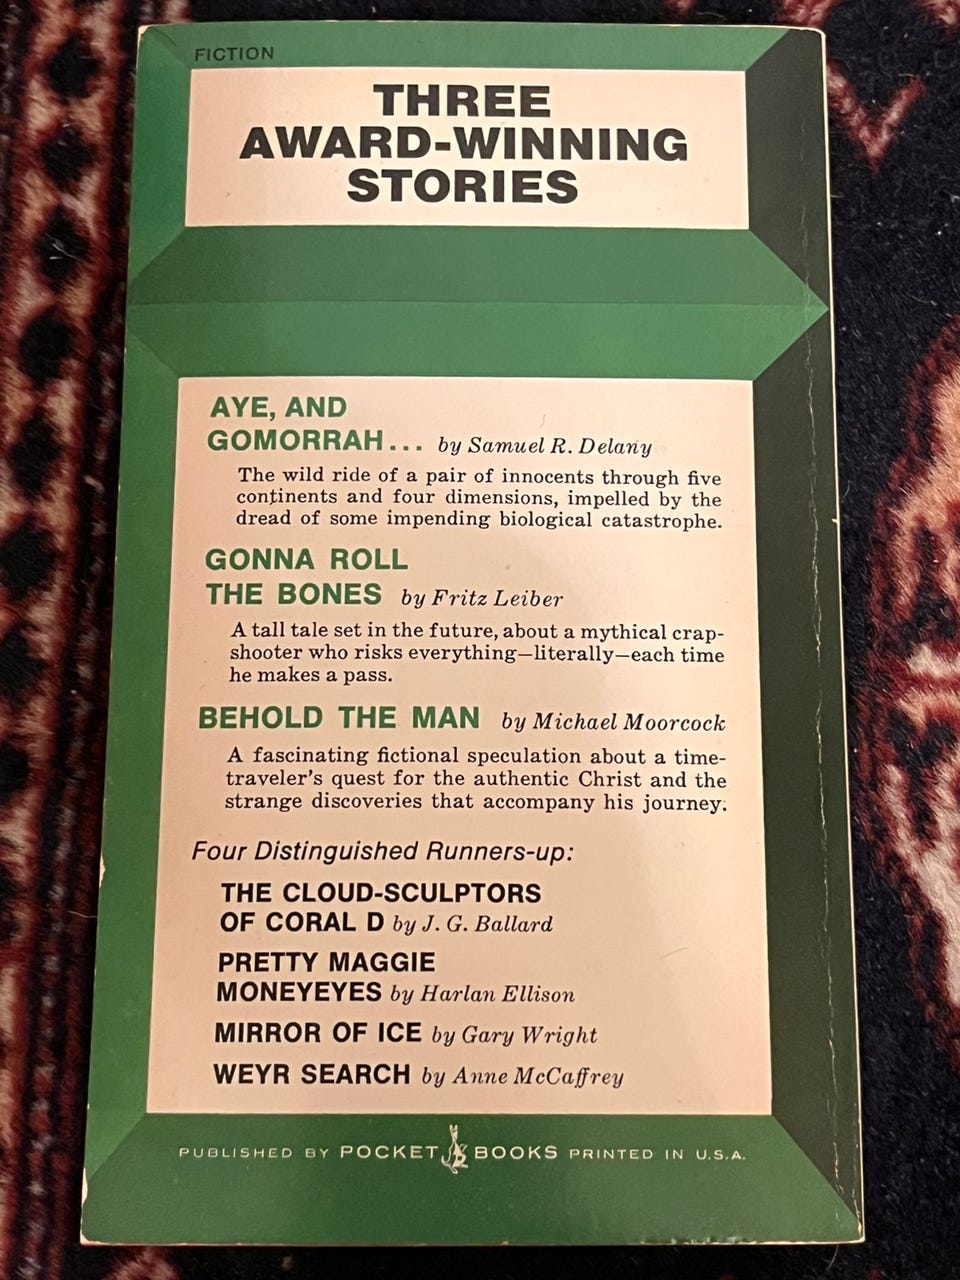 FICTION
THREE
AWARD-WINNING
STORIES
AYE, AND
GOMORRAH... by Samuel R. Delany
The wild ride of a pair of innocents through five
continents and four dimensions, impelled by the
dread of some impending biological catastrophe.
GONNA ROLL
THE BONES by Fritz Leiber
A tall tale set in the future, about a mythical crap-
shooter who risks everything—literally—each time
he makes a pass.
BEHOLD THE MAN by Michael Moorcock
A fascinating fictional speculation about a time-
traveler's quest for the authentic Christ and the
strange discoveries that accompany his journey.
Four Distinguished Runners-up:
THE CLOUD-SCULPTORS
OF CORAL D by J. G. Ballard
PRETTY MAGGIE
MONEYEYES by Harlan Ellison
MIRROR OF ICE by Gary Wright
WEYR SEARCH by Anne McCaffrey
PUBLISHED BY POCKET BOOKS PRINTED IN U.S.A.